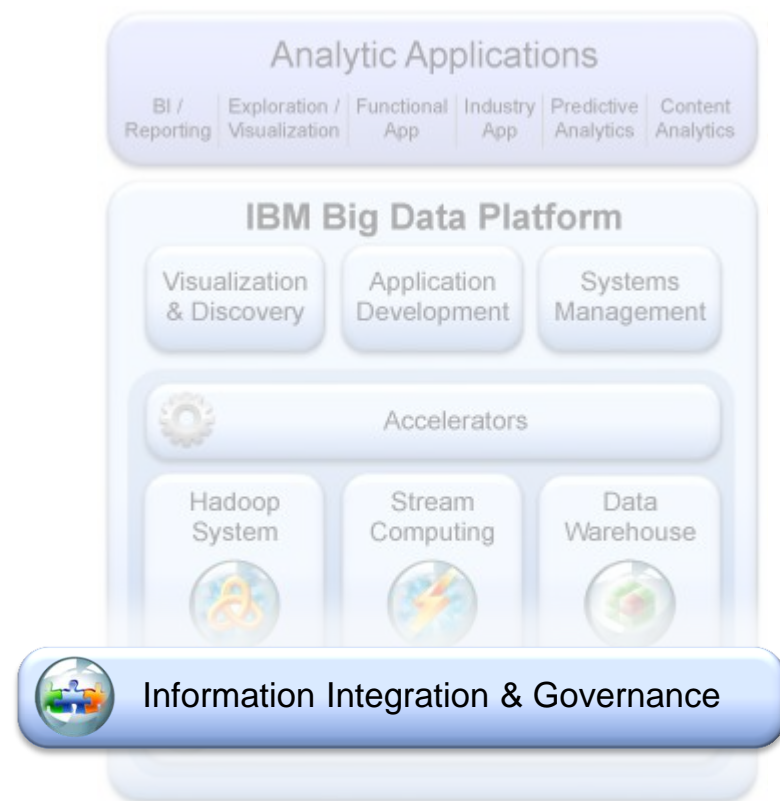 Analytic Applications
BI / Reporting
Exploration / Visualization
Functional App
Industry App
Predictive Analytics
Content Analytics
IBM Big Data Platform
Visualization
& Discovery
Application
Development
Systems
Management
Accelerators
Hadoop
System
Stream
Computing
Data
Warehouse
Information Integration & Governance